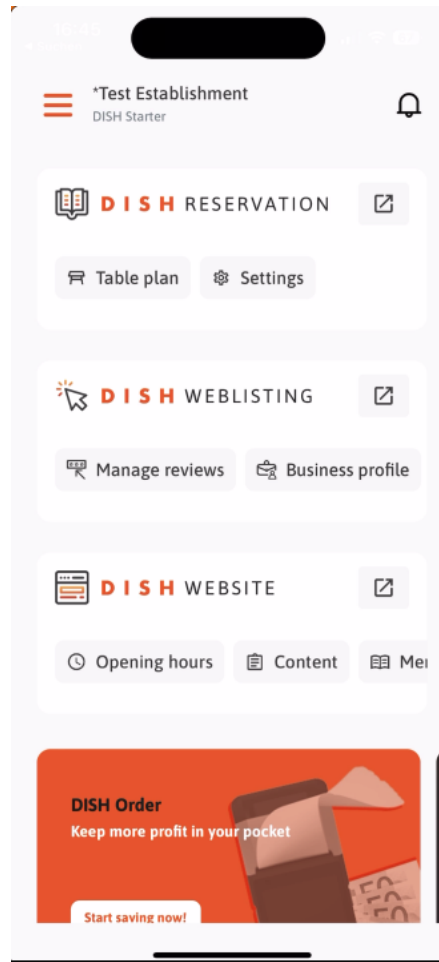 *Test Establishment
DISH Starter
DISH RESERVATION
Table plan
Settings
DISH WEBLISTING
Manage reviews
Business profile
DISH WEBSITE
Opening hours
Content
DISH Order
Keep more profit in your pocket
Start saving now!